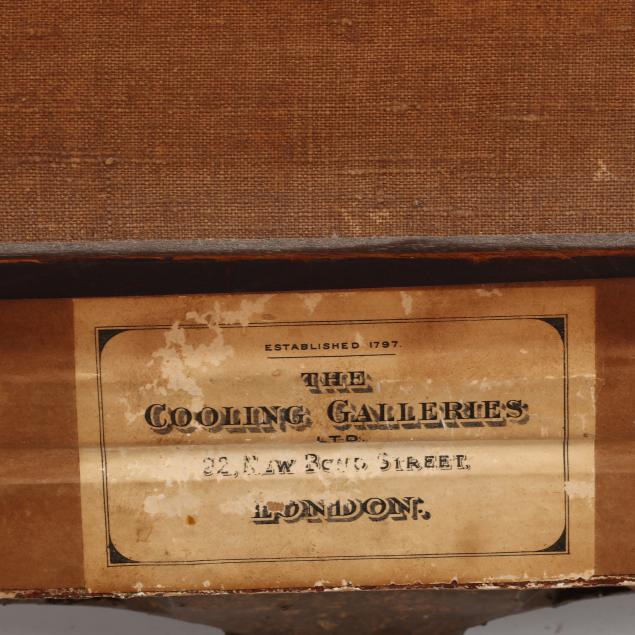 ESTABLISHED 1797.
THE
COOLING GALLERIES
LTD.
92, NEW BOND STREET,
LONDON.